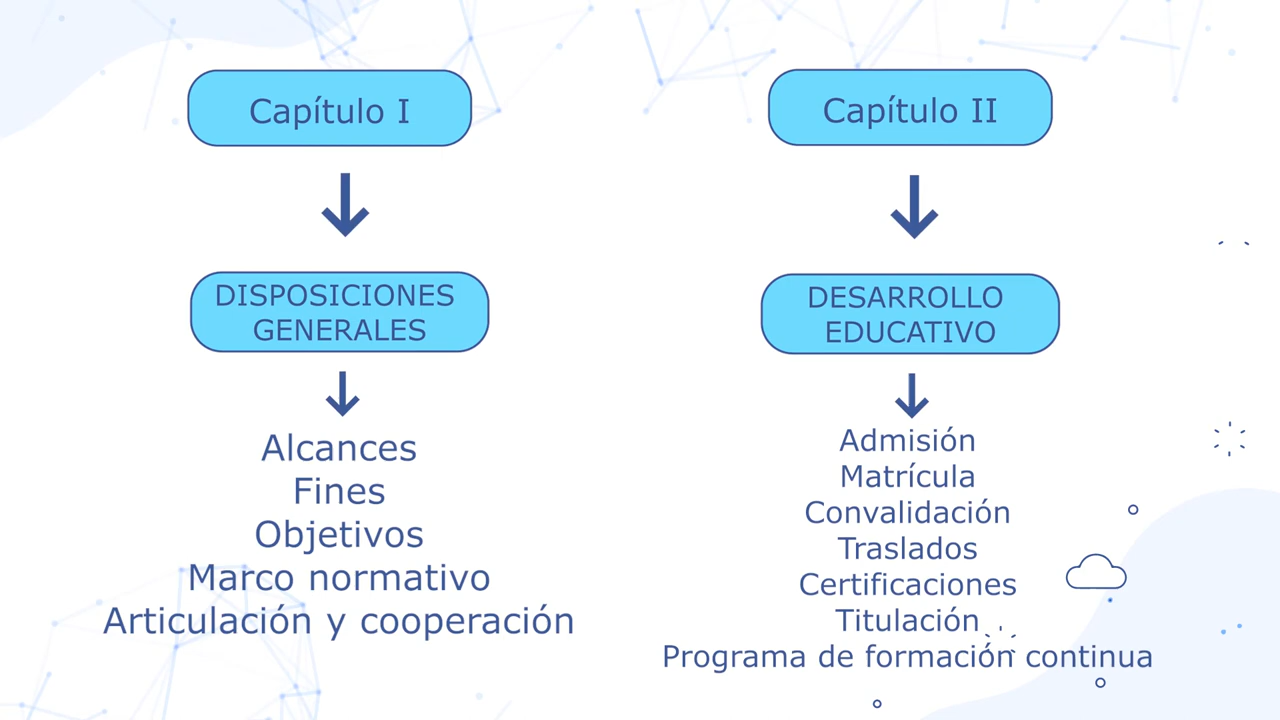 Capítulo I
DISPOSICIONES
GENERALES
Alcances
Fines
Objetivos
Marco normativo
Articulación y cooperación
Capítulo II
DESARROLLO
EDUCATIVO
Admisión
Matrícula
Convalidación
Traslados
Certificaciones
Titulación
Programa de formación continua